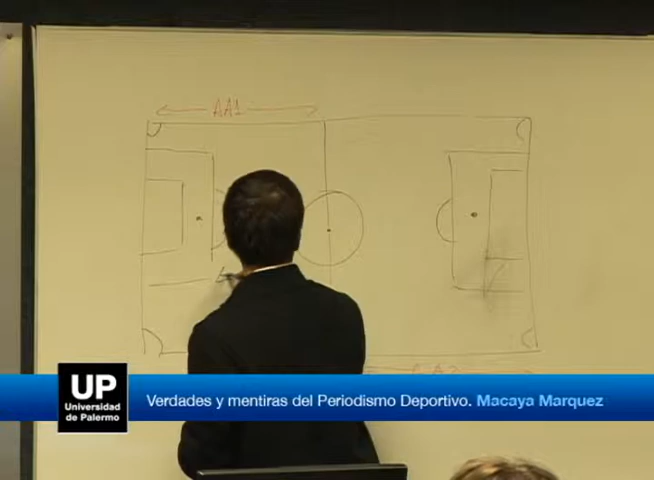 AA1
UP
Universidad
de Palermo
Verdades y mentiras del Periodismo Deportivo. Macaya Marquez